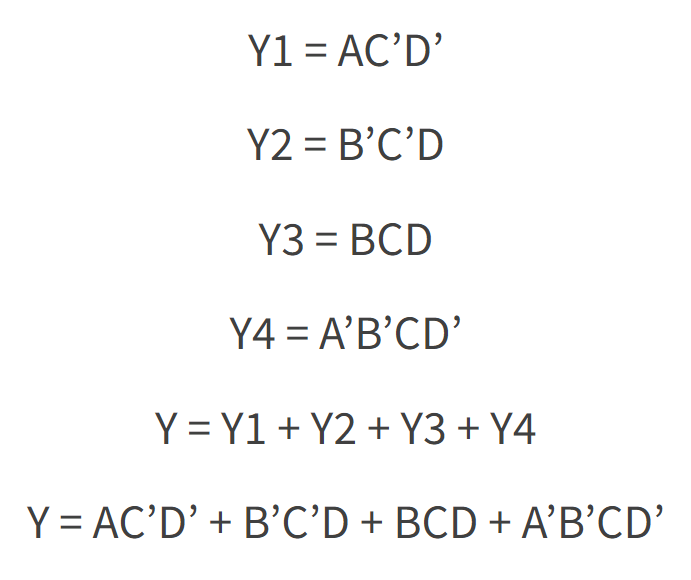 Y1 = AC’D’
Y2 = B’C’D
Y3 = BCD
Y4 = A’B’CD’
Y = Y1 + Y2 + Y3 + Y4
Y = AC’D’ + B’C’D + BCD + A’B’CD’